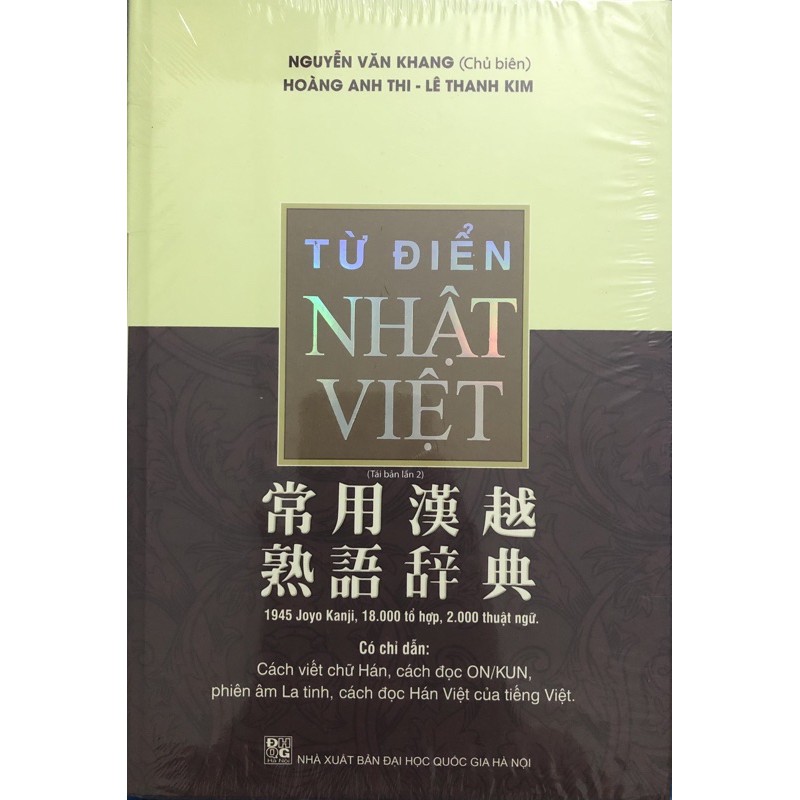 NGUYỄN VĂN KHANG (Chủ biên)
HOÀNG ANH THI - LÊ THANH KIM
TỪ ĐIỂN
NHẬT
VIỆT
(Tái bản lần 2)
常用漢越
熟語辞典
1945 Joyo Kanji, 18.000 tổ hợp, 2.000 thuật ngữ.
Có chỉ dẫn:
Cách viết chữ Hán, cách đọc ON/KUN,
phiên âm La tinh, cách đọc Hán Việt của tiếng Việt.
ĐHQG
Hà Nội
NHÀ XUẤT BẢN ĐẠI HỌC QUỐC GIA HÀ NỘI